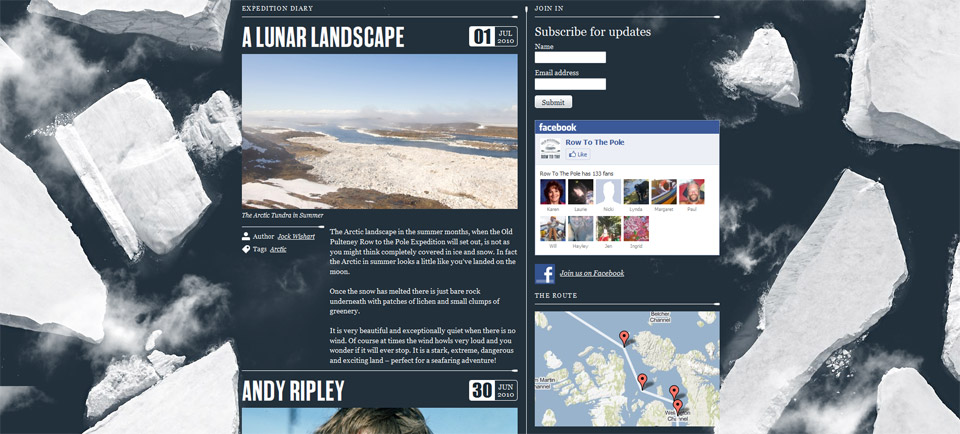 EXPEDITION DIARY
A LUNAR LANDSCAPE
01 JUL 2010
The Arctic Tundra in Summer
Author Jock Wishart
Tags Arctic
The Arctic landscape in the summer months, when the Old
Pulteney Row to the Pole Expedition will set out, is not as
you might think completely covered in ice and snow. In fact
the Arctic in summer looks a little like you've landed on the
moon.
Once the snow has melted there is just bare rock
underneath with patches of lichen and small clumps of
greenery.
It is very beautiful and exceptionally quiet when there is no
wind. Of course at times the wind howls very loud and you
wonder if it will ever stop. It is a stark, extreme, dangerous
and exciting land – perfect for a seafaring adventure!
ANDY RIPLEY
30 JUN 2010
JOIN IN
Subscribe for updates
Name
Email address
Submit
facebook
ROW TO THE
Row To The Pole
Like
Row To The Pole has 133 fans
Karen Laurie Nicki Lynda Margaret Paul
Will Hayley Jen Ingrid
Join us on Facebook
THE ROUTE
Belcher
Channel
Martin
Channel